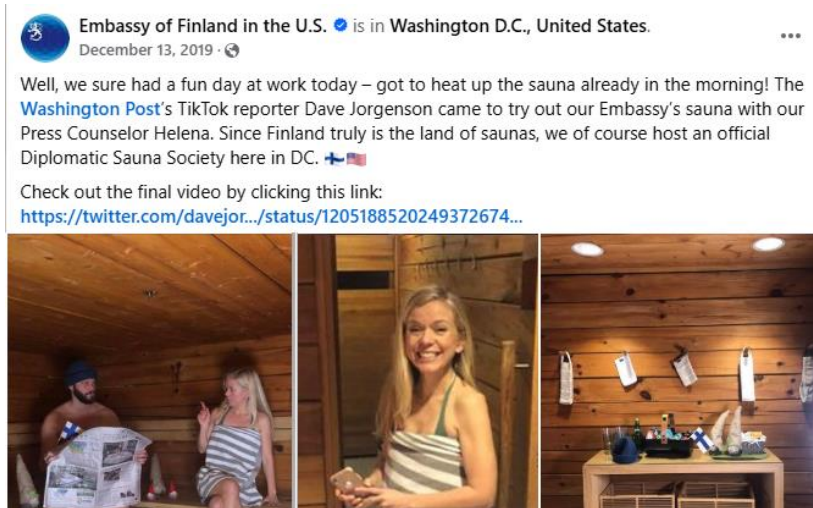 Embassy of Finland in the U.S. is in Washington D.C., United States.
December 13, 2019 ·
Well, we sure had a fun day at work today – got to heat up the sauna already in the morning! The
Washington Post's TikTok reporter Dave Jorgenson came to try out our Embassy's sauna with our
Press Counselor Helena. Since Finland truly is the land of saunas, we of course host an official
Diplomatic Sauna Society here in DC. 🇫🇮🇺🇸
Check out the final video by clicking this link:
https://twitter.com/davejor.../status/1205188520249372674...